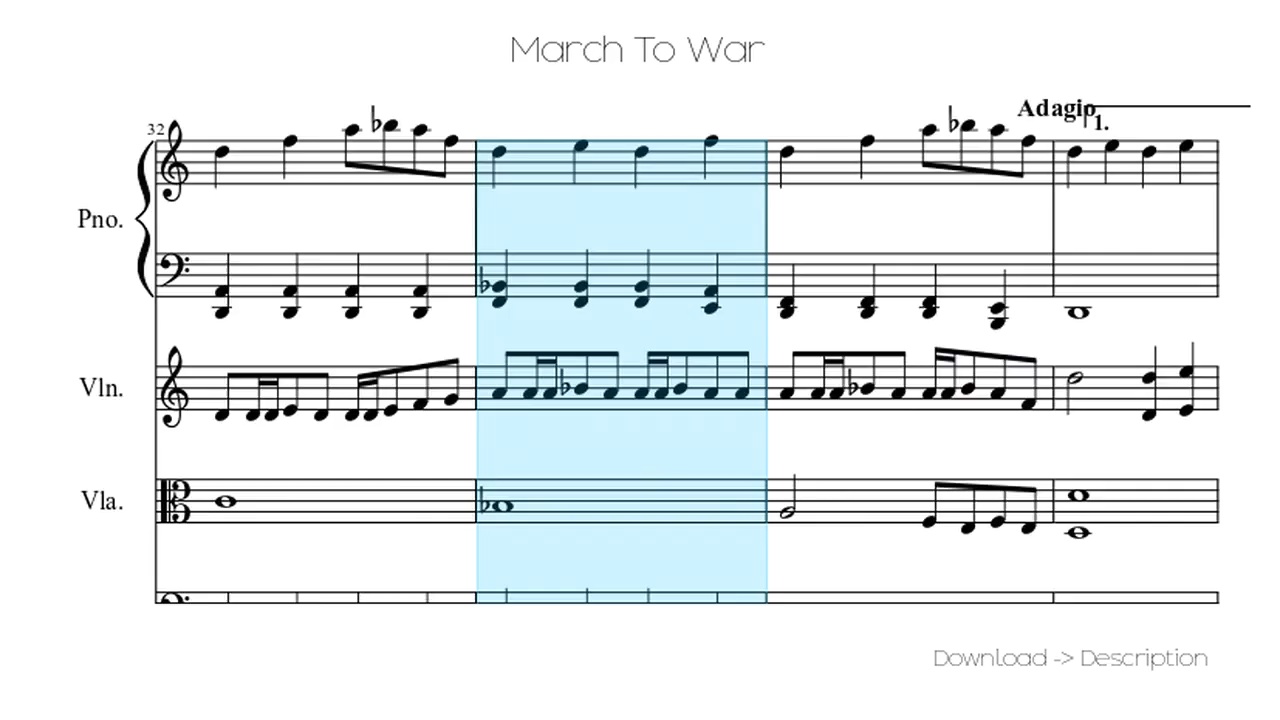 March To War
Adagio
1.
32
Pno.
Vln.
Vla.
Download -> Description